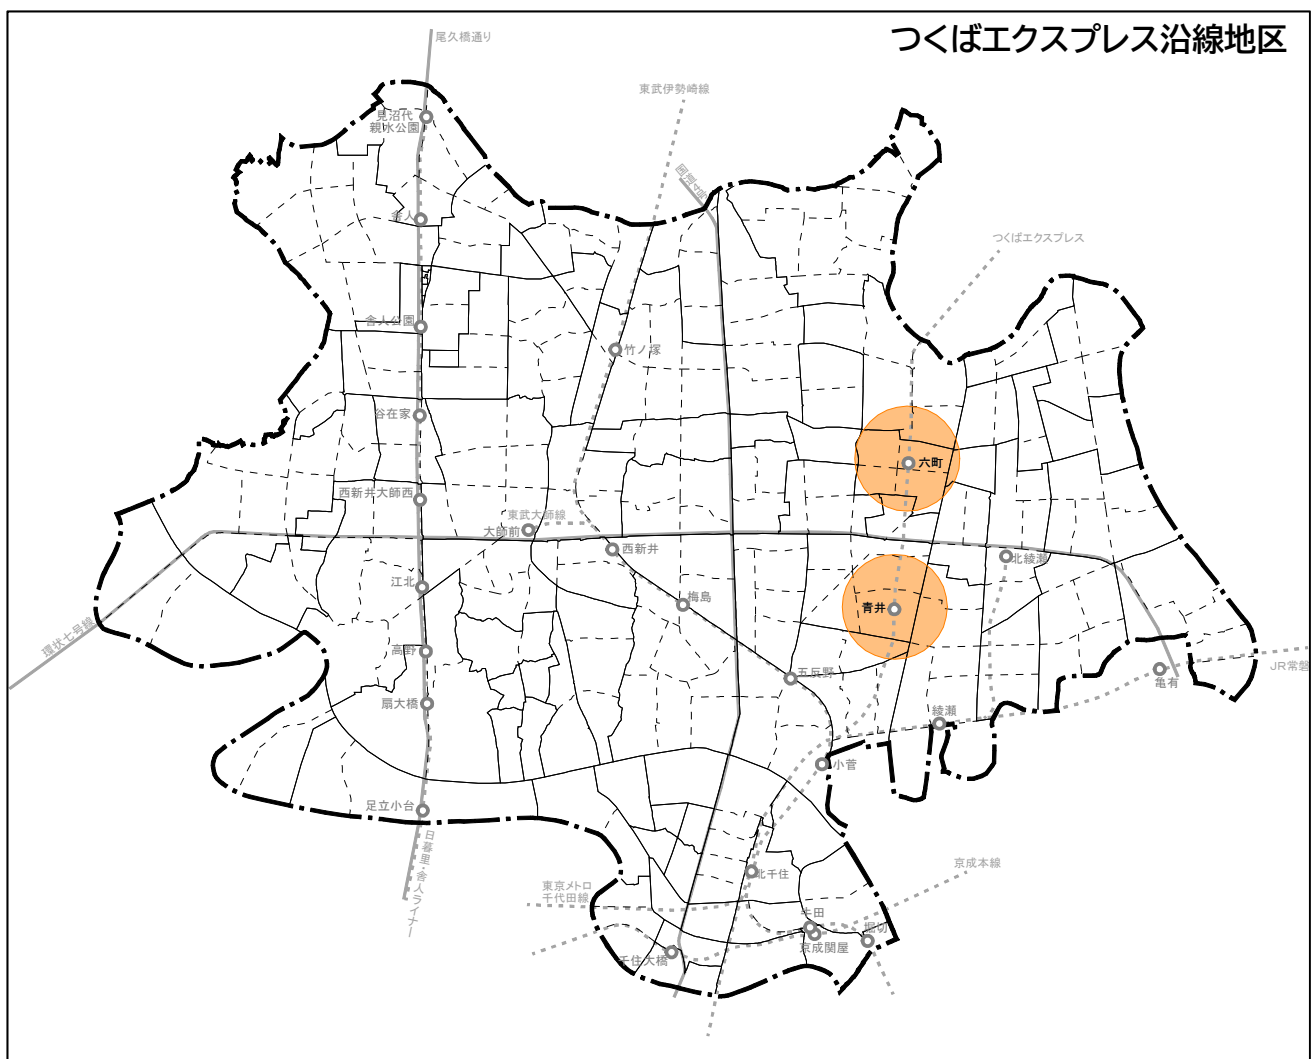 つくばエクスプレス沿線地区
尾久橋通り
東武伊勢崎線
見沼代
親水公園
国道4号
舎人
つくばエクスプレス
舎人公園
竹ノ塚
谷在家
六町
西新井大師西
東武大師線
大師前
西新井
北綾瀬
江北
梅島
青井
環状七号線
高野
五反野
JR常磐
亀有
扇大橋
綾瀬
小菅
足立小台
日暮里・舎人ライナー
北千住
京成本線
東京メトロ
千代田線
牛田
堀切
京成関屋
千住大橋